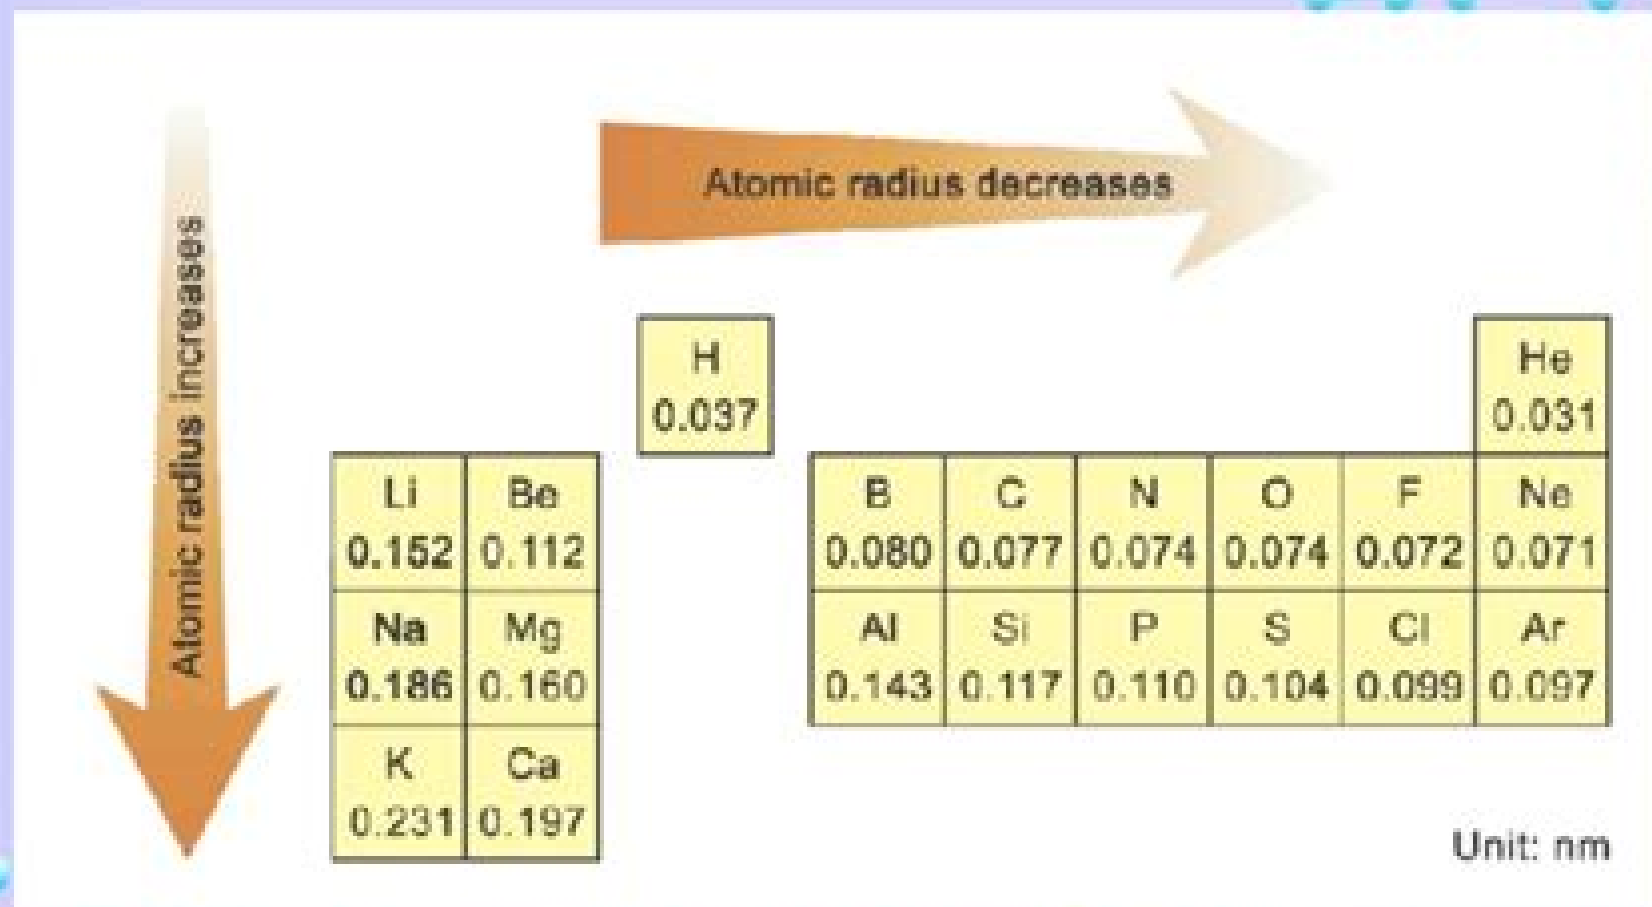 Atomic radius decreases
Atomic radius increases
H He
0.037 0.031
Li Be B C N O F Ne
0.152 0.112 0.080 0.077 0.074 0.074 0.072 0.071
Na Mg Al Si P S Cl Ar
0.186 0.160 0.143 0.117 0.110 0.104 0.099 0.097
K Ca
0.231 0.197
Unit: nm